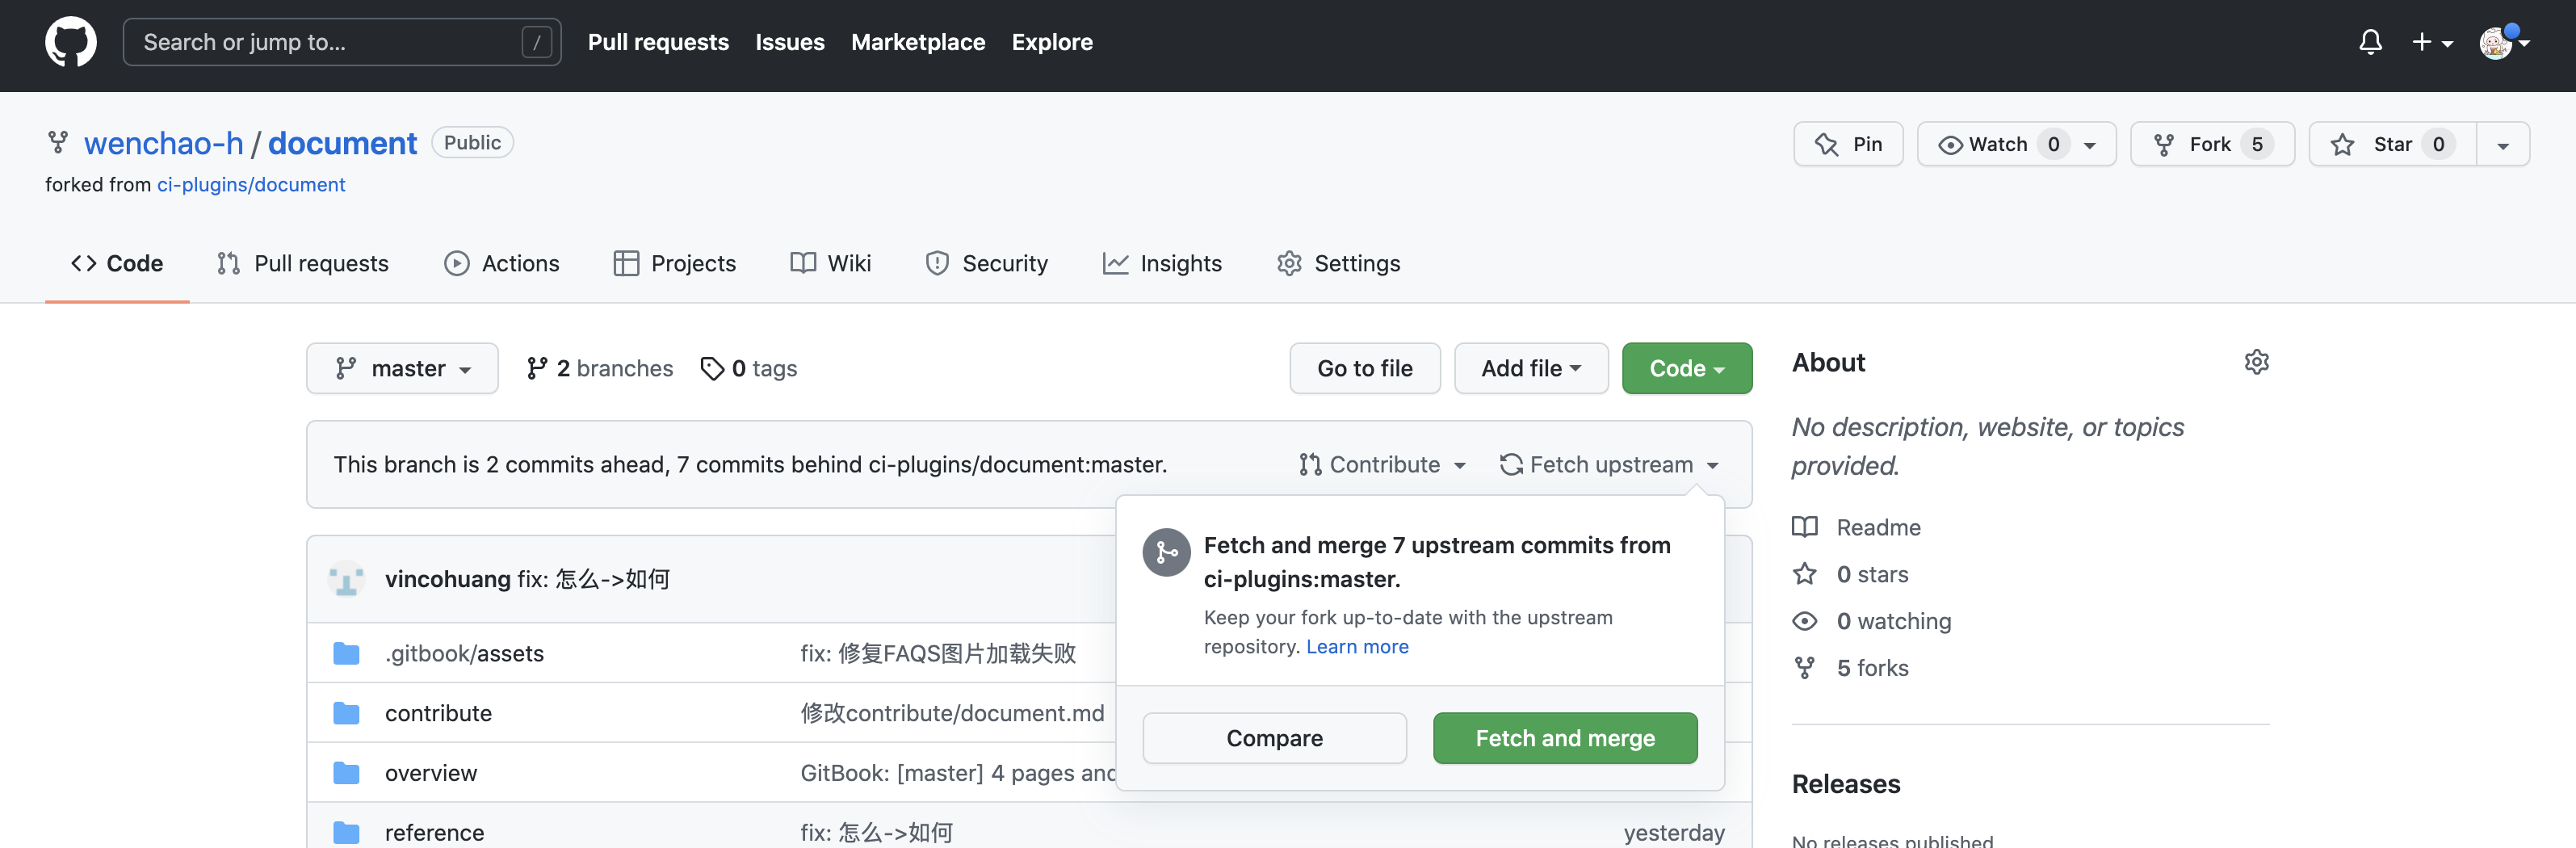 Search or jump to... /
Pull requests Issues Marketplace Explore
wenchao-h / document Public
Pin Watch 0 Fork 5 Star 0
forked from ci-plugins/document
Code Pull requests Actions Projects Wiki Security Insights Settings
master 2 branches 0 tags Go to file Add file Code
This branch is 2 commits ahead, 7 commits behind ci-plugins/document:master. Contribute Fetch upstream
Fetch and merge 7 upstream commits from
ci-plugins:master.
Keep your fork up-to-date with the upstream
repository. Learn more
Compare Fetch and merge
vincohuang fix: 怎么->如何
.gitbook/assets fix: 修复FAQS图片加载失败
contribute 修改contribute/document.md
overview GitBook: [master] 4 pages and
reference fix: 怎么->如何 yesterday
About
No description, website, or topics
provided.
Readme
0 stars
0 watching
5 forks
Releases
No releases published